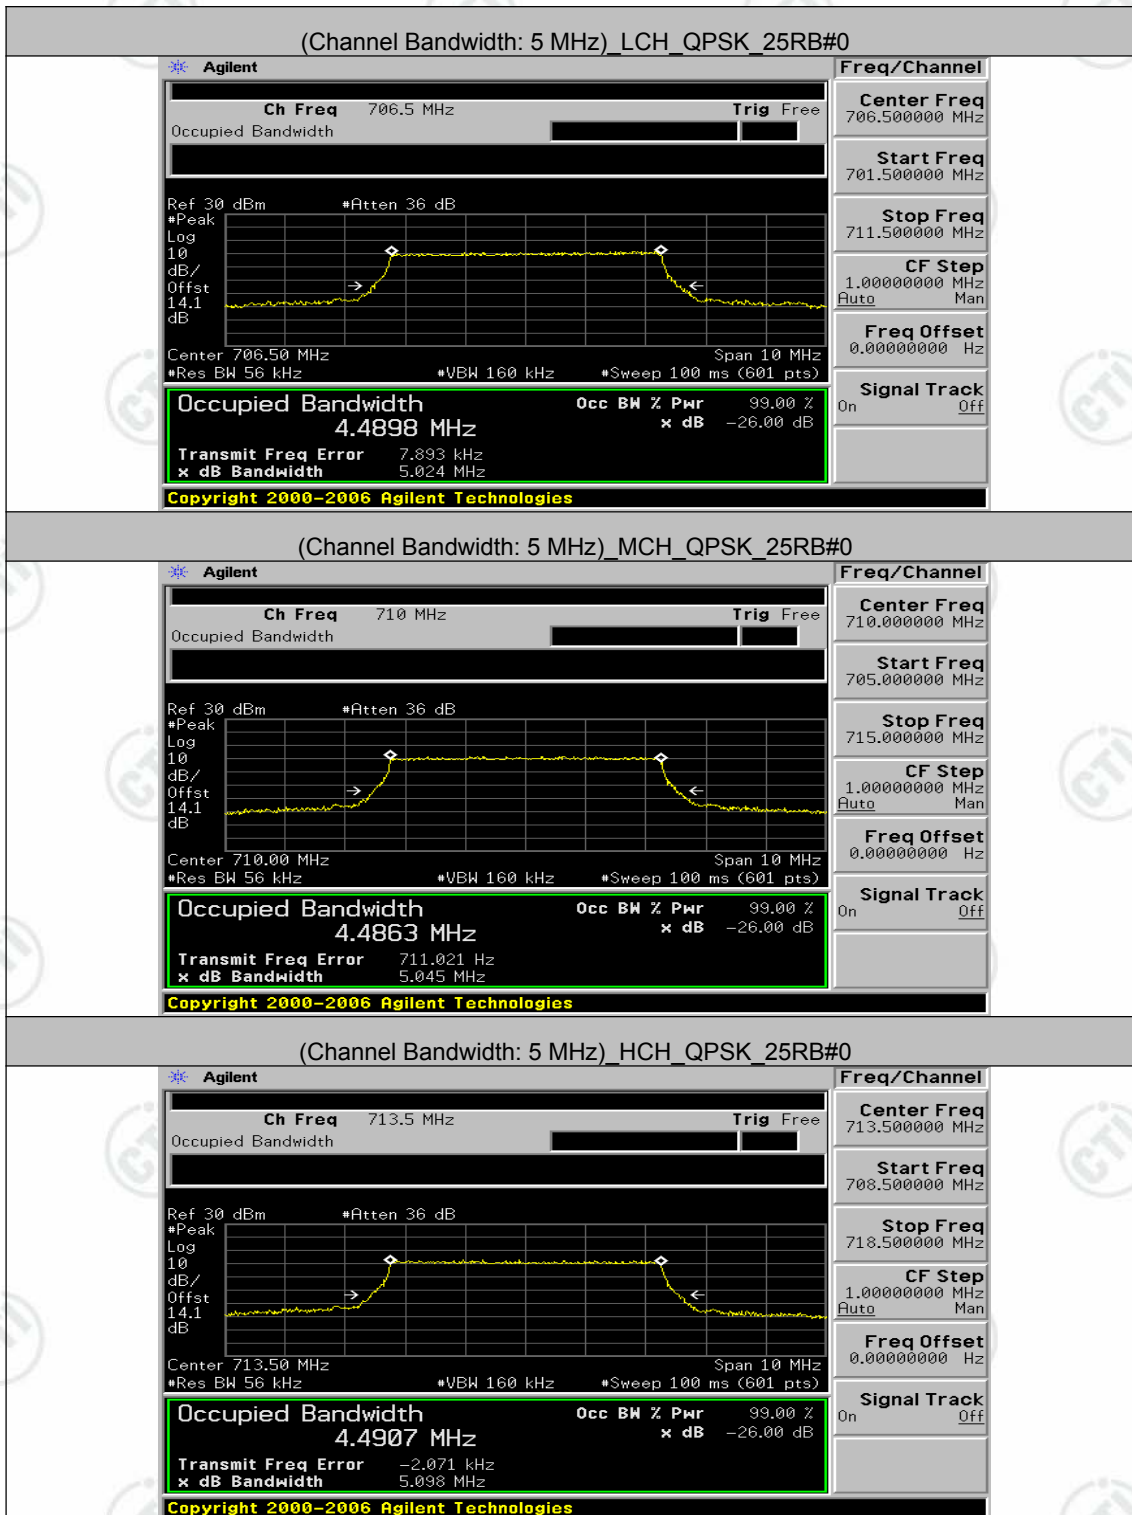 (Channel Bandwidth: 5 MHz)_LCH_QPSK_25RB#0
Agilent
Freq/Channel
Ch Freq 706.5 MHz Trig Free
Occupied Bandwidth
Center Freq
706.500000 MHz
Start Freq
701.500000 MHz
Stop Freq
711.500000 MHz
CF Step
1.00000000 MHz
Auto Man
Freq Offset
0.00000000 Hz
Signal Track
On Off
Ref 30 dBm #Atten 36 dB
#Peak
Log
10
dB/
Offst
14.1
dB
Center 706.50 MHz Span 10 MHz
#Res BW 56 kHz #VBW 160 kHz #Sweep 100 ms (601 pts)
Occupied Bandwidth Occ BW % Pwr 99.00 %
4.4898 MHz x dB -26.00 dB
Transmit Freq Error 7.893 kHz
x dB Bandwidth 5.024 MHz
Copyright 2000-2006 Agilent Technologies
(Channel Bandwidth: 5 MHz)_MCH_QPSK_25RB#0
Agilent
Freq/Channel
Ch Freq 710 MHz Trig Free
Occupied Bandwidth
Center Freq
710.000000 MHz
Start Freq
705.000000 MHz
Stop Freq
715.000000 MHz
CF Step
1.00000000 MHz
Auto Man
Freq Offset
0.00000000 Hz
Signal Track
On Off
Ref 30 dBm #Atten 36 dB
#Peak
Log
10
dB/
Offst
14.1
dB
Center 710.00 MHz Span 10 MHz
#Res BW 56 kHz #VBW 160 kHz #Sweep 100 ms (601 pts)
Occupied Bandwidth Occ BW % Pwr 99.00 %
4.4863 MHz x dB -26.00 dB
Transmit Freq Error 711.021 Hz
x dB Bandwidth 5.045 MHz
Copyright 2000-2006 Agilent Technologies
(Channel Bandwidth: 5 MHz)_HCH_QPSK_25RB#0
Agilent
Freq/Channel
Ch Freq 713.5 MHz Trig Free
Occupied Bandwidth
Center Freq
713.500000 MHz
Start Freq
708.500000 MHz
Stop Freq
718.500000 MHz
CF Step
1.00000000 MHz
Auto Man
Freq Offset
0.00000000 Hz
Signal Track
On Off
Ref 30 dBm #Atten 36 dB
#Peak
Log
10
dB/
Offst
14.1
dB
Center 713.50 MHz Span 10 MHz
#Res BW 56 kHz #VBW 160 kHz #Sweep 100 ms (601 pts)
Occupied Bandwidth Occ BW % Pwr 99.00 %
4.4907 MHz x dB -26.00 dB
Transmit Freq Error -2.071 kHz
x dB Bandwidth 5.098 MHz
Copyright 2000-2006 Agilent Technologies
CTI